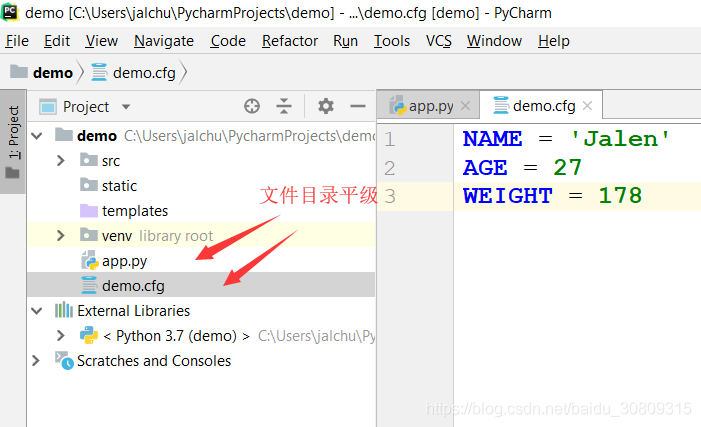 demo [C:\Users\jalchu\PycharmProjects\demo] - ...\demo.cfg [demo] - PyCharm
File Edit View Navigate Code Refactor Run Tools VCS Window Help
demo demo.cfg
1: Project
Project
app.py
demo.cfg
demo C:\Users\jalchu\PycharmProjects\demo
src
static
templates
venv library root
app.py
demo.cfg
External Libraries
< Python 3.7 (demo) > C:\Users\jalchu\Py
Scratches and Consoles
文件目录平级
1 NAME = 'Jalen'
2 AGE = 27
3 WEIGHT = 178
https://blog.csdn.net/baidu_30809315